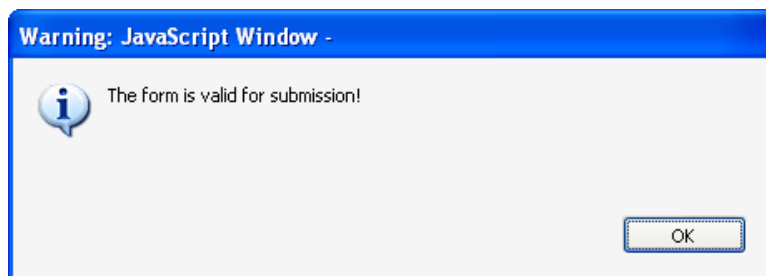 Warning: JavaScript Window -
The form is valid for submission!
OK